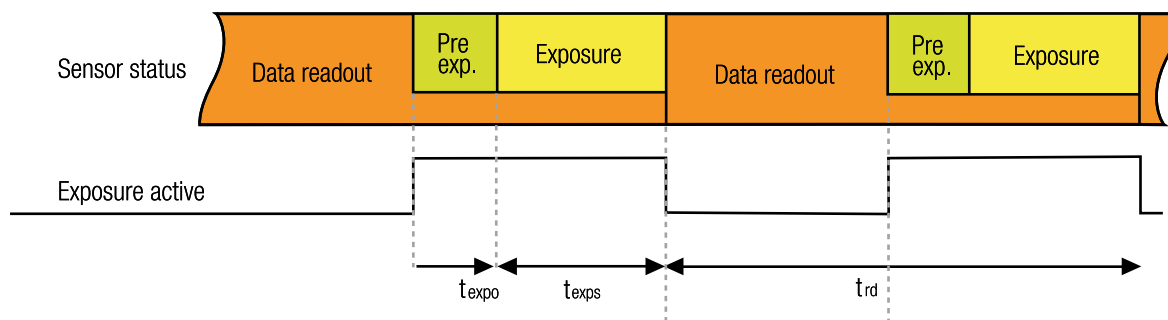 Sensor status
Data readout
Pre
exp.
Exposure
Data readout
Pre
exp.
Exposure
Exposure active
texpo
texps
trd